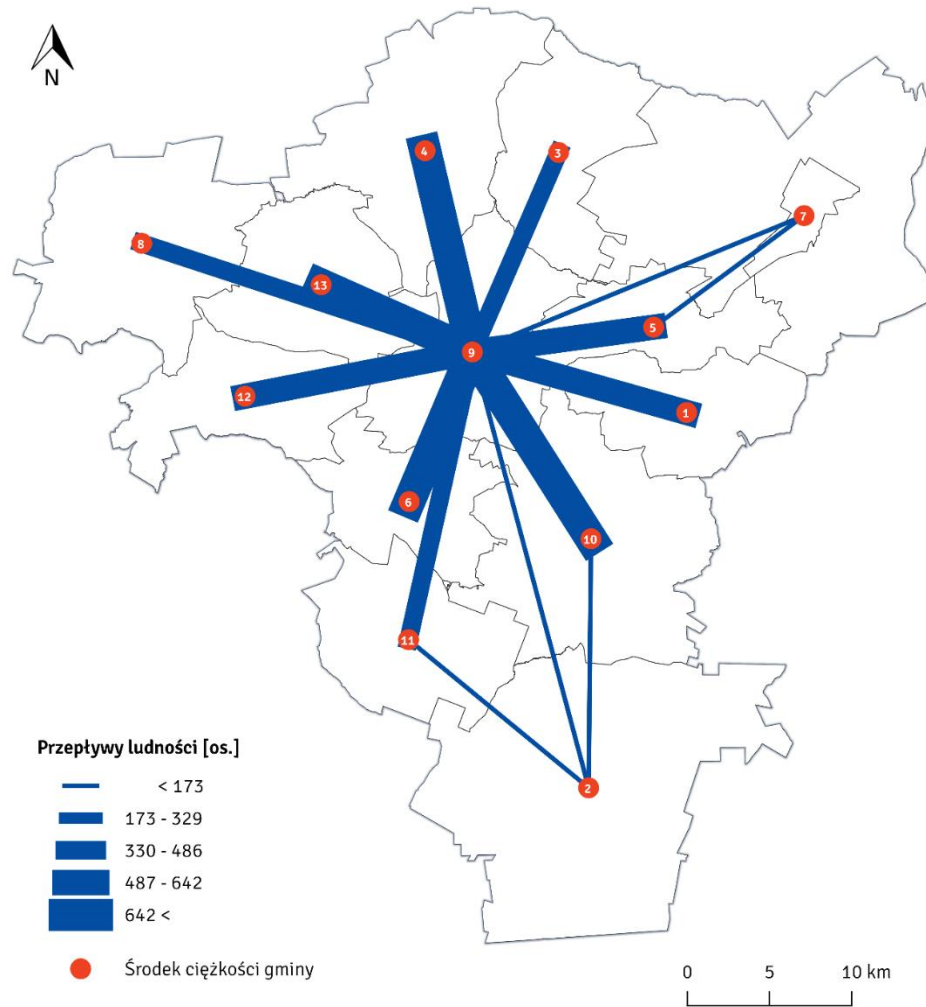 N
4
3
7
8
13
5
9
12
1
6
10
11
2
Przepływy ludności [os.]
< 173
173 - 329
330 - 486
487 - 642
642 <
Środek ciężkości gminy
0 5 10 km